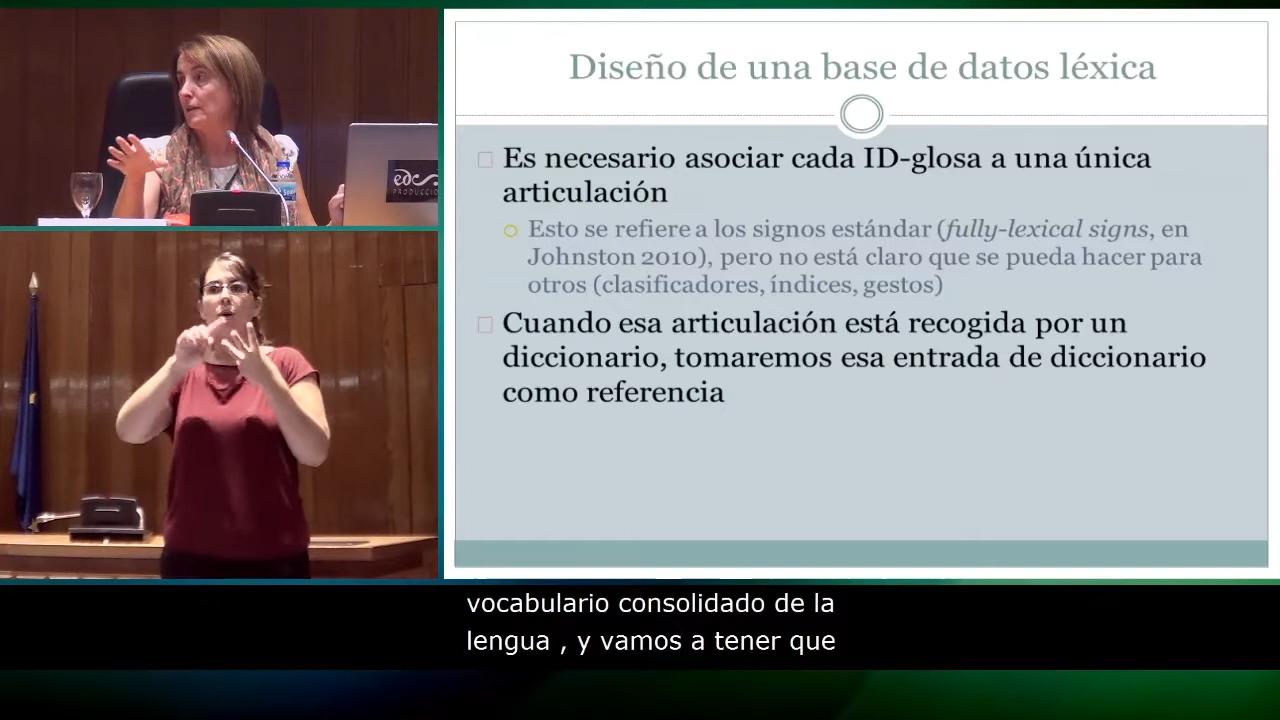 Diseño de una base de datos léxica
Es necesario asociar cada ID-glosa a una única
articulación
Esto se refiere a los signos estándar (fully-lexical signs, en
Johnston 2010), pero no está claro que se pueda hacer para
otros (clasificadores, índices, gestos)
Cuando esa articulación está recogida por un
diccionario, tomaremos esa entrada de diccionario
como referencia
vocabulario consolidado de la
lengua , y vamos a tener que